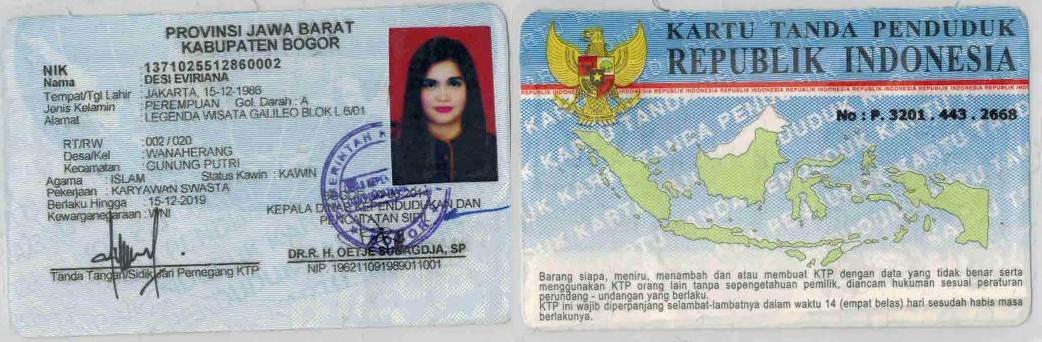 PROVINSI JAWA BARAT
KABUPATEN BOGOR
NIK : 1371025512860002
Nama : DESI EVIRIANA
Tempat/Tgl Lahir : JAKARTA, 15-12-1986
Jenis Kelamin : PEREMPUAN Gol. Darah : A
Alamat : LEGENDA WISATA GALILEO BLOK L 6/01
RT/RW : 002 / 020
Desa/Kel : WANAHERANG
Kecamatan : GUNUNG PUTRI
Agama : ISLAM Status Kawin : KAWIN
Pekerjaan : KARYAWAN SWASTA
Berlaku Hingga : 15-12-2019
Kewarganegaraan : WNI
KEPALA DINAS KEPENDUDUKAN DAN
PENCATATAN SIPIL
DR.R. H. OETJE SUBAGDJA, SP
NIP. 196211091989011001
Tanda Tangan/Sidik Jari Pemegang KTP
KARTU TANDA PENDUDUK
REPUBLIK INDONESIA
No : P. 3201 . 443 . 2668
Barang siapa, meniru, menambah dan atau membuat KTP dengan data yang tidak benar serta
menggunakan KTP orang lain tanpa sepengetahuan pemilik, diancam hukuman sesuai peraturan
perundang - undangan yang berlaku.
KTP ini wajib diperpanjang selambat-lambatnya dalam waktu 14 (empat belas) hari sesudah habis masa
berlakunya.